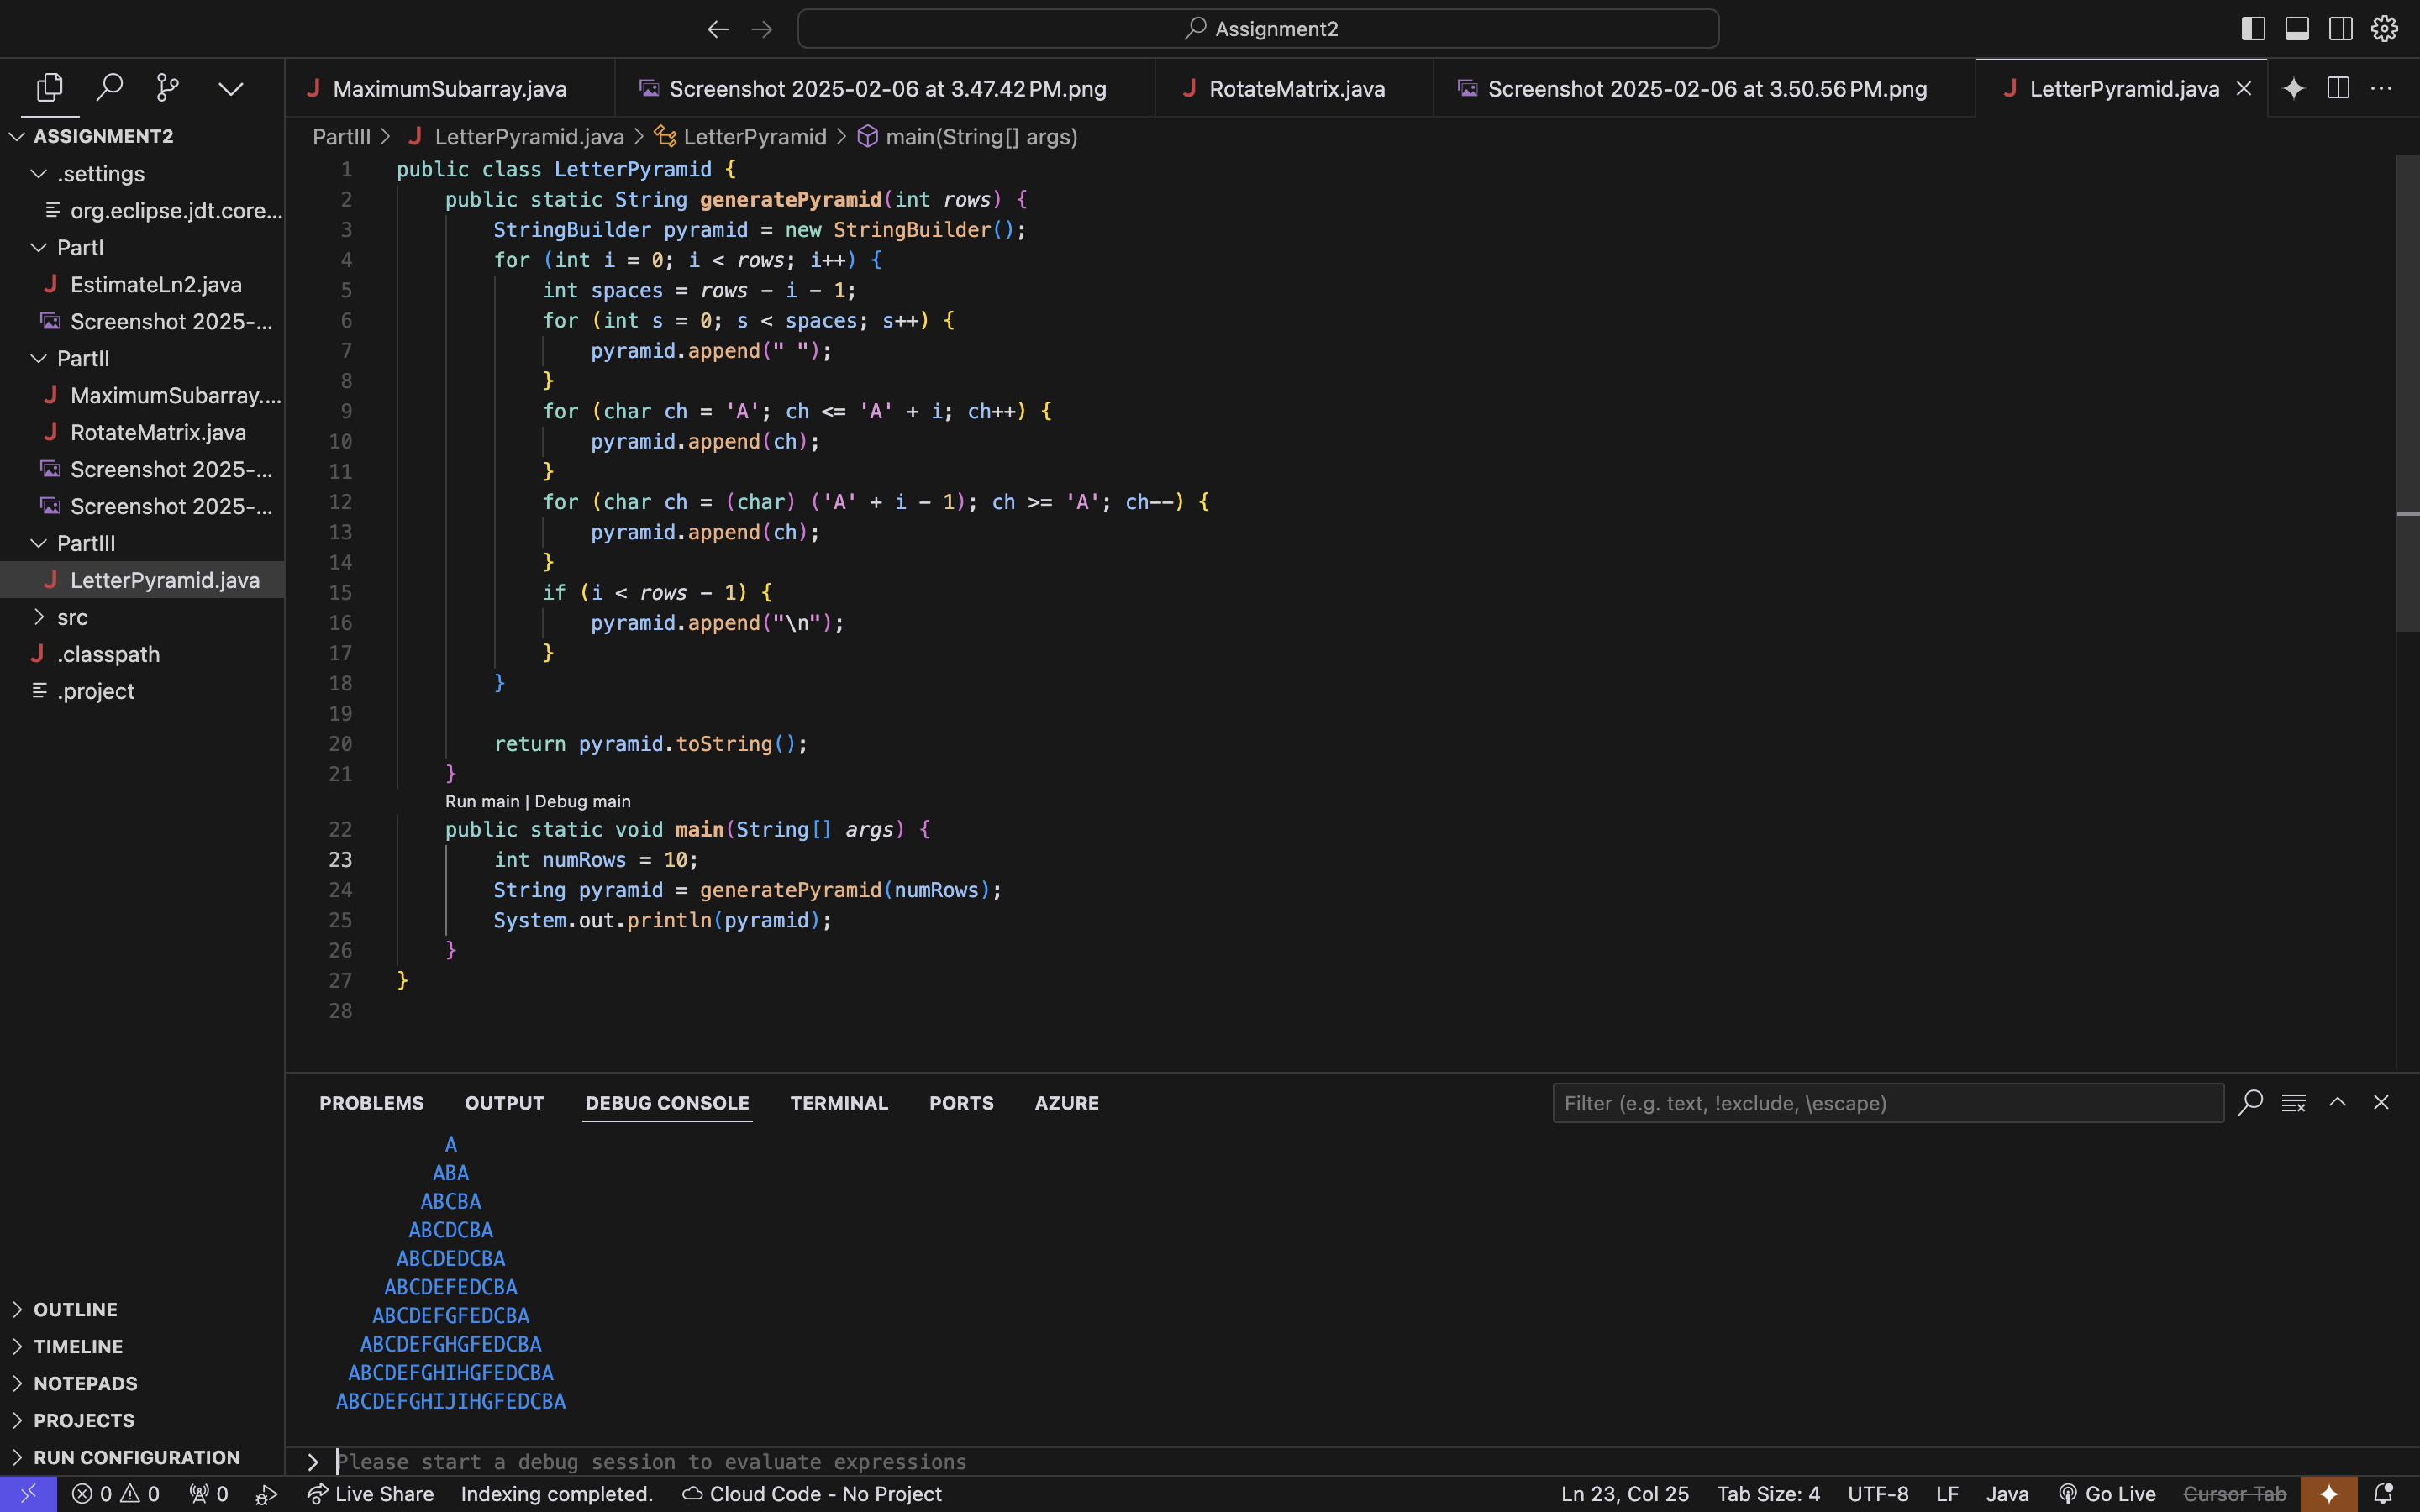 Assignment2
MaximumSubarray.java
Screenshot 2025-02-06 at 3.47.42 PM.png
RotateMatrix.java
Screenshot 2025-02-06 at 3.50.56 PM.png
LetterPyramid.java
ASSIGNMENT2
.settings
org.eclipse.jdt.core...
PartI
EstimateLn2.java
Screenshot 2025-...
PartII
MaximumSubarray....
RotateMatrix.java
Screenshot 2025-...
Screenshot 2025-...
PartIII
LetterPyramid.java
src
.classpath
.project
OUTLINE
TIMELINE
NOTEPADS
PROJECTS
RUN CONFIGURATION
PartIII > LetterPyramid.java > LetterPyramid > main(String[] args)
1 public class LetterPyramid {
2     public static String generatePyramid(int rows) {
3         StringBuilder pyramid = new StringBuilder();
4         for (int i = 0; i < rows; i++) {
5             int spaces = rows - i - 1;
6             for (int s = 0; s < spaces; s++) {
7                 pyramid.append(" ");
8             }
9             for (char ch = 'A'; ch <= 'A' + i; ch++) {
10                 pyramid.append(ch);
11             }
12             for (char ch = (char) ('A' + i - 1); ch >= 'A'; ch--) {
13                 pyramid.append(ch);
14             }
15             if (i < rows - 1) {
16                 pyramid.append("\n");
17             }
18         }
19
20         return pyramid.toString();
21     }
Run main | Debug main
22     public static void main(String[] args) {
23         int numRows = 10;
24         String pyramid = generatePyramid(numRows);
25         System.out.println(pyramid);
26     }
27 }
28
PROBLEMS OUTPUT DEBUG CONSOLE TERMINAL PORTS AZURE
Filter (e.g. text, !exclude, \escape)
         A
        ABA
       ABCBA
      ABCDCBA
     ABCDEDCBA
    ABCDEFEDCBA
   ABCDEFGFEDCBA
  ABCDEFGHGFEDCBA
 ABCDEFGHIHGFEDCBA
ABCDEFGHIJIHGFEDCBA
Please start a debug session to evaluate expressions
0 0 0 Live Share Indexing completed. Cloud Code - No Project Ln 23, Col 25 Tab Size: 4 UTF-8 LF Java Go Live Cursor Tab